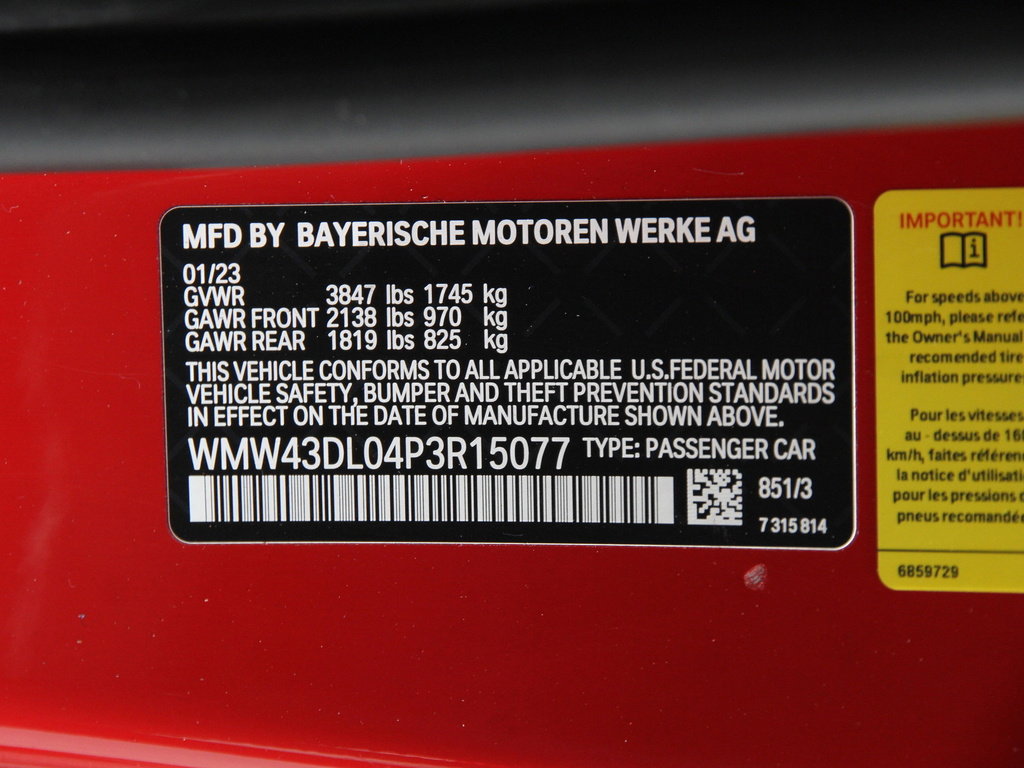 MFD BY BAYERISCHE MOTOREN WERKE AG
01/23
GVWR 3847 lbs 1745 kg
GAWR FRONT 2138 lbs 970 kg
GAWR REAR 1819 lbs 825 kg
THIS VEHICLE CONFORMS TO ALL APPLICABLE U.S.FEDERAL MOTOR
VEHICLE SAFETY, BUMPER AND THEFT PREVENTION STANDARDS
IN EFFECT ON THE DATE OF MANUFACTURE SHOWN ABOVE.
WMW43DL04P3R15077 TYPE: PASSENGER CAR
851/3
7 315 814
IMPORTANT!
For speeds above
100mph, please
the Owner's Manual
recomended tire
inflation
Pour les vitesses
au - dessus de
km/h, faites
la notice
pour les pressions
pneus
6859729